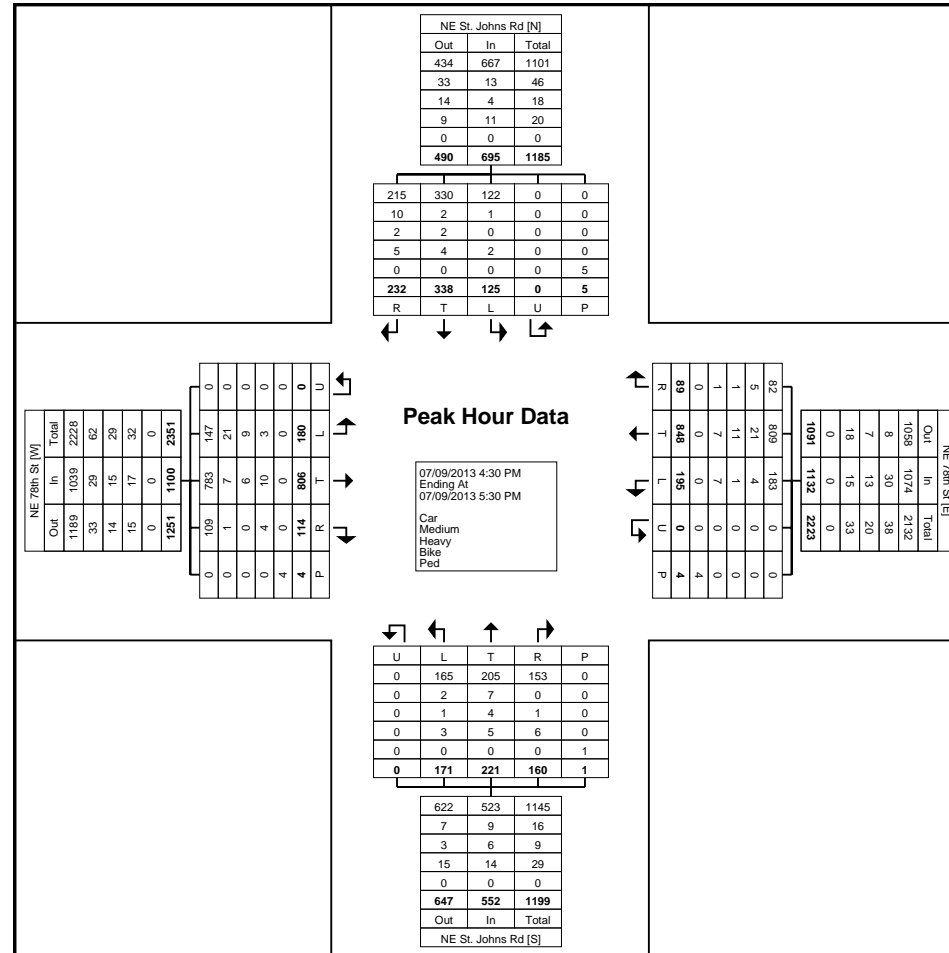 NE St. Johns Rd [N]
Out In Total
434 667 1101
33 13 46
14 4 18
9 11 20
0 0 0
490 695 1185
215 330 122 0 0
10 2 1 0 0
2 2 0 0 0
5 4 2 0 0
0 0 0 0 5
232 338 125 0 5
R T L U P
NE 78th St [W]
Out In Total
1189 1039 2228
33 29 62
14 15 29
15 17 32
0 0 0
1251 1100 2351
0 109 783 147 0
0 1 7 21 0
0 0 6 9 0
0 4 10 3 0
4 0 0 0 0
4 114 806 180 0
P R T L U
Peak Hour Data
07/09/2013 4:30 PM
Ending At
07/09/2013 5:30 PM
Car
Medium
Heavy
Bike
Ped
NE 78th St [E]
Out In Total
1058 1074 2132
8 30 38
7 13 20
18 15 33
0 0 0
1091 1132 2223
82 809 183 0 0
5 21 4 0 0
1 11 1 0 0
1 7 7 0 0
0 0 0 0 4
89 848 195 0 4
R T L U P
U L T R P
0 165 205 153 0
0 2 7 0 0
0 1 4 1 0
0 3 5 6 0
0 0 0 0 1
0 171 221 160 1
622 523 1145
7 9 16
3 6 9
15 14 29
0 0 0
647 552 1199
Out In Total
NE St. Johns Rd [S]